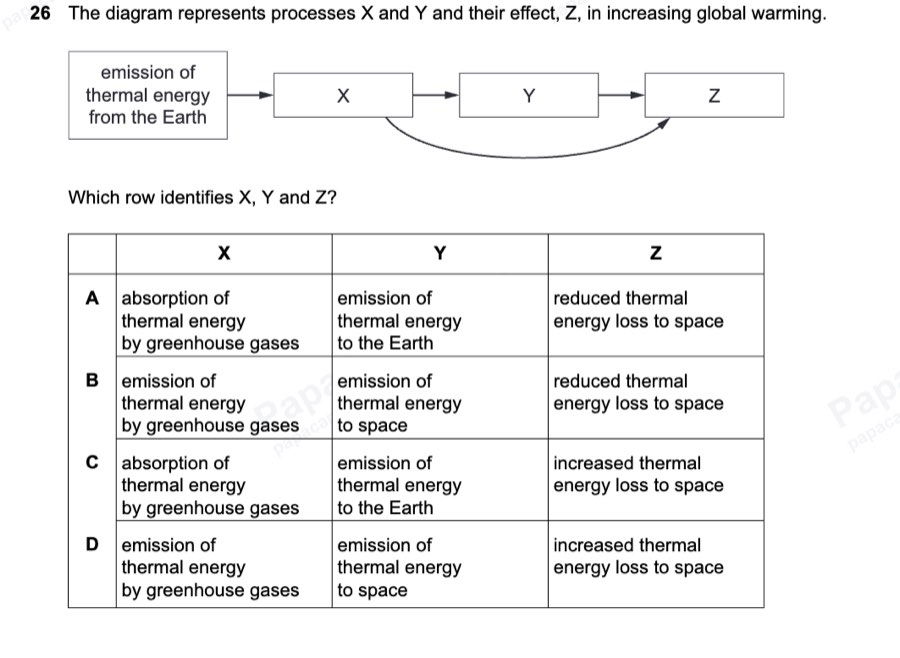 26 The diagram represents processes X and Y and their effect, Z, in increasing global warming.
emission of
thermal energy
from the Earth
X
Y
Z
Which row identifies X, Y and Z?
X Y Z
A absorption of emission of reduced thermal
thermal energy thermal energy energy loss to space
by greenhouse gases to the Earth
B emission of emission of reduced thermal
thermal energy thermal energy energy loss to space
by greenhouse gases to space
C absorption of emission of increased thermal
thermal energy thermal energy energy loss to space
by greenhouse gases to the Earth
D emission of emission of increased thermal
thermal energy thermal energy energy loss to space
by greenhouse gases to space